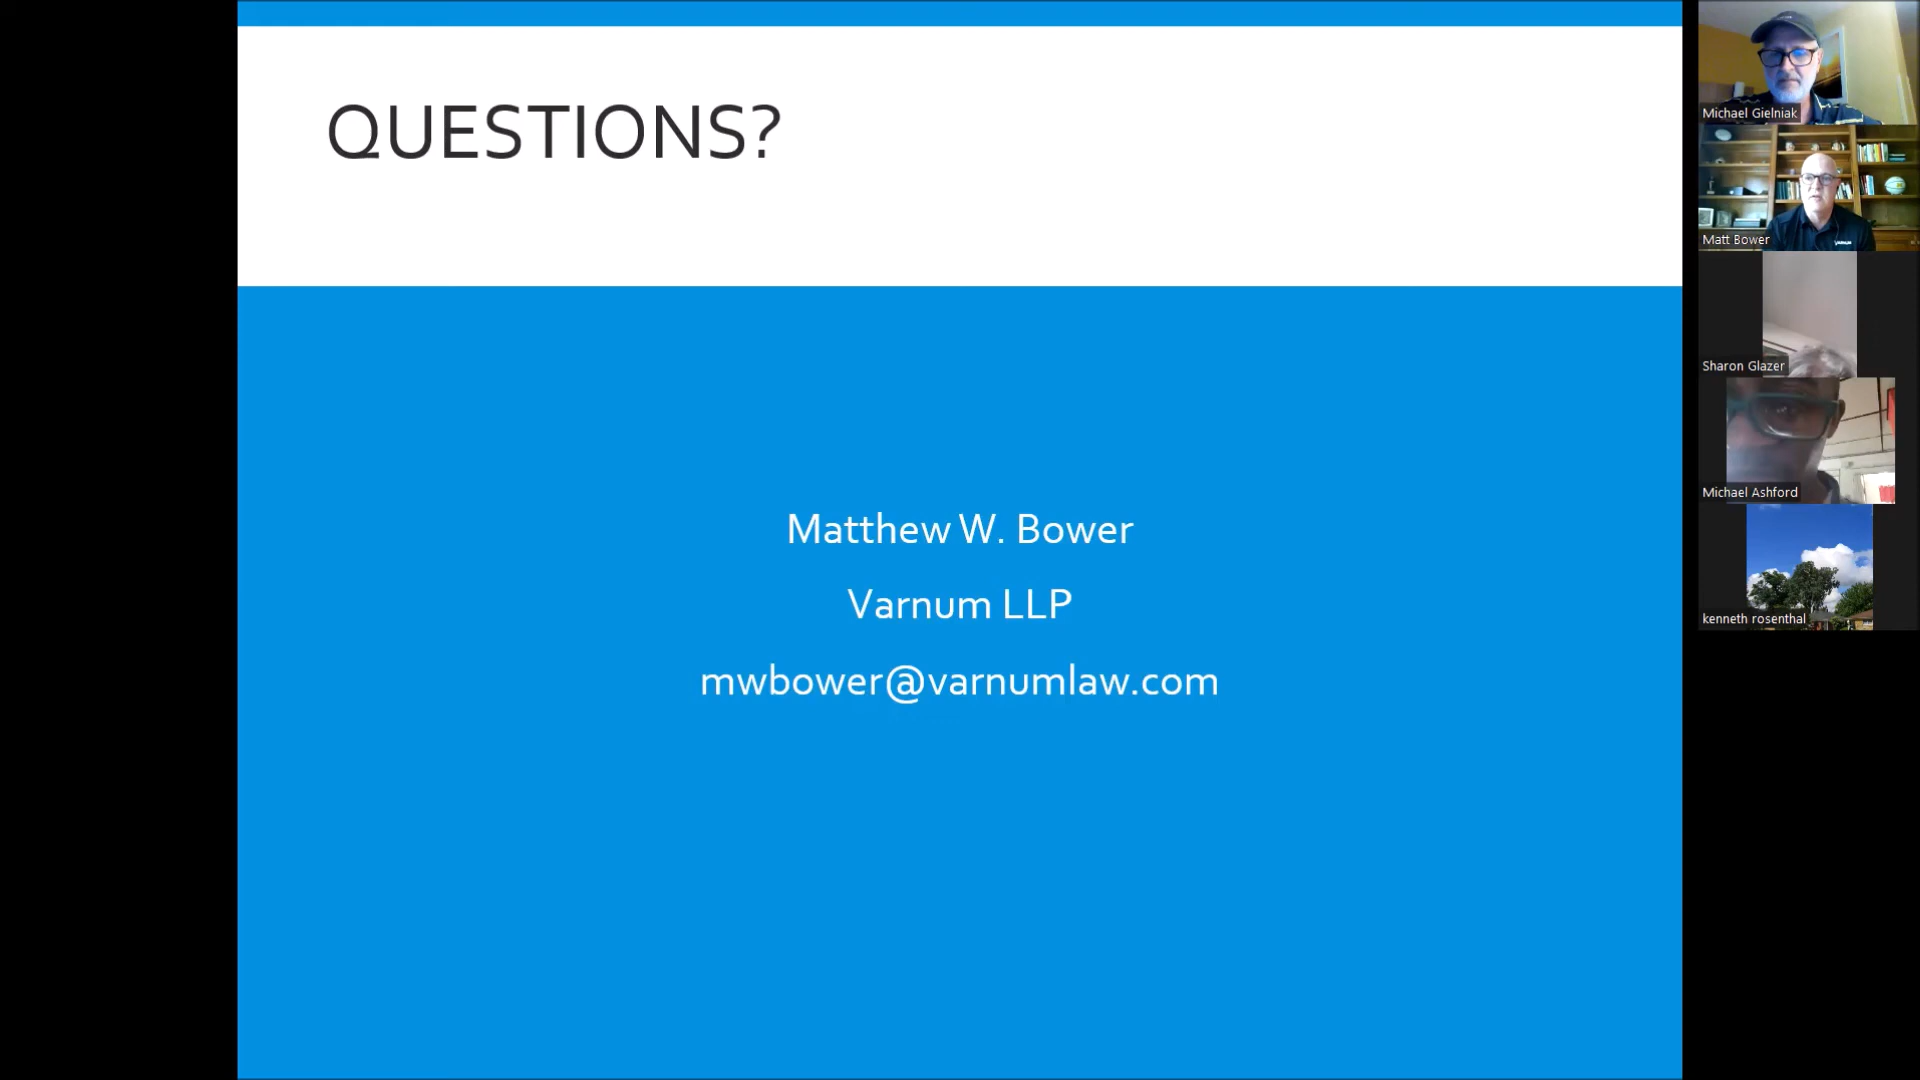 QUESTIONS?
Matthew W. Bower
Varnum LLP
mwbower@varnumlaw.com
Michael Gielniak
Matt Bower
Sharon Glazer
Michael Ashford
kenneth rosenthal